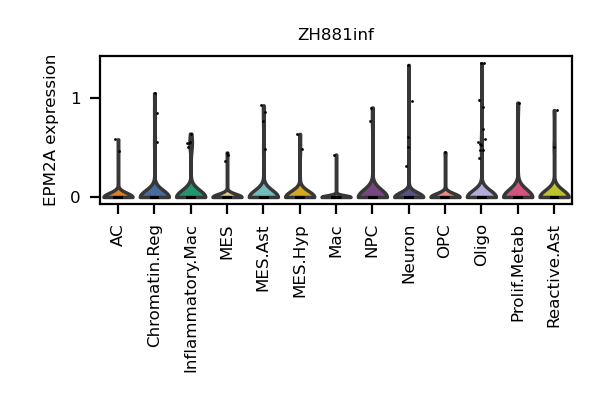 ZH881inf
EPM2A expression
1
0
AC
Chromatin.Reg
Inflammatory.Mac
MES
MES.Ast
MES.Hyp
Mac
NPC
Neuron
OPC
Oligo
Prolif.Metab
Reactive.Ast